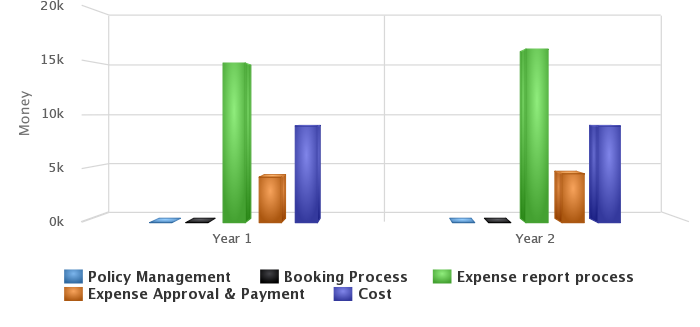 20k
15k
10k
5k
0k
Money
Year 1 Year 2
Policy Management Booking Process Expense report process
Expense Approval & Payment Cost